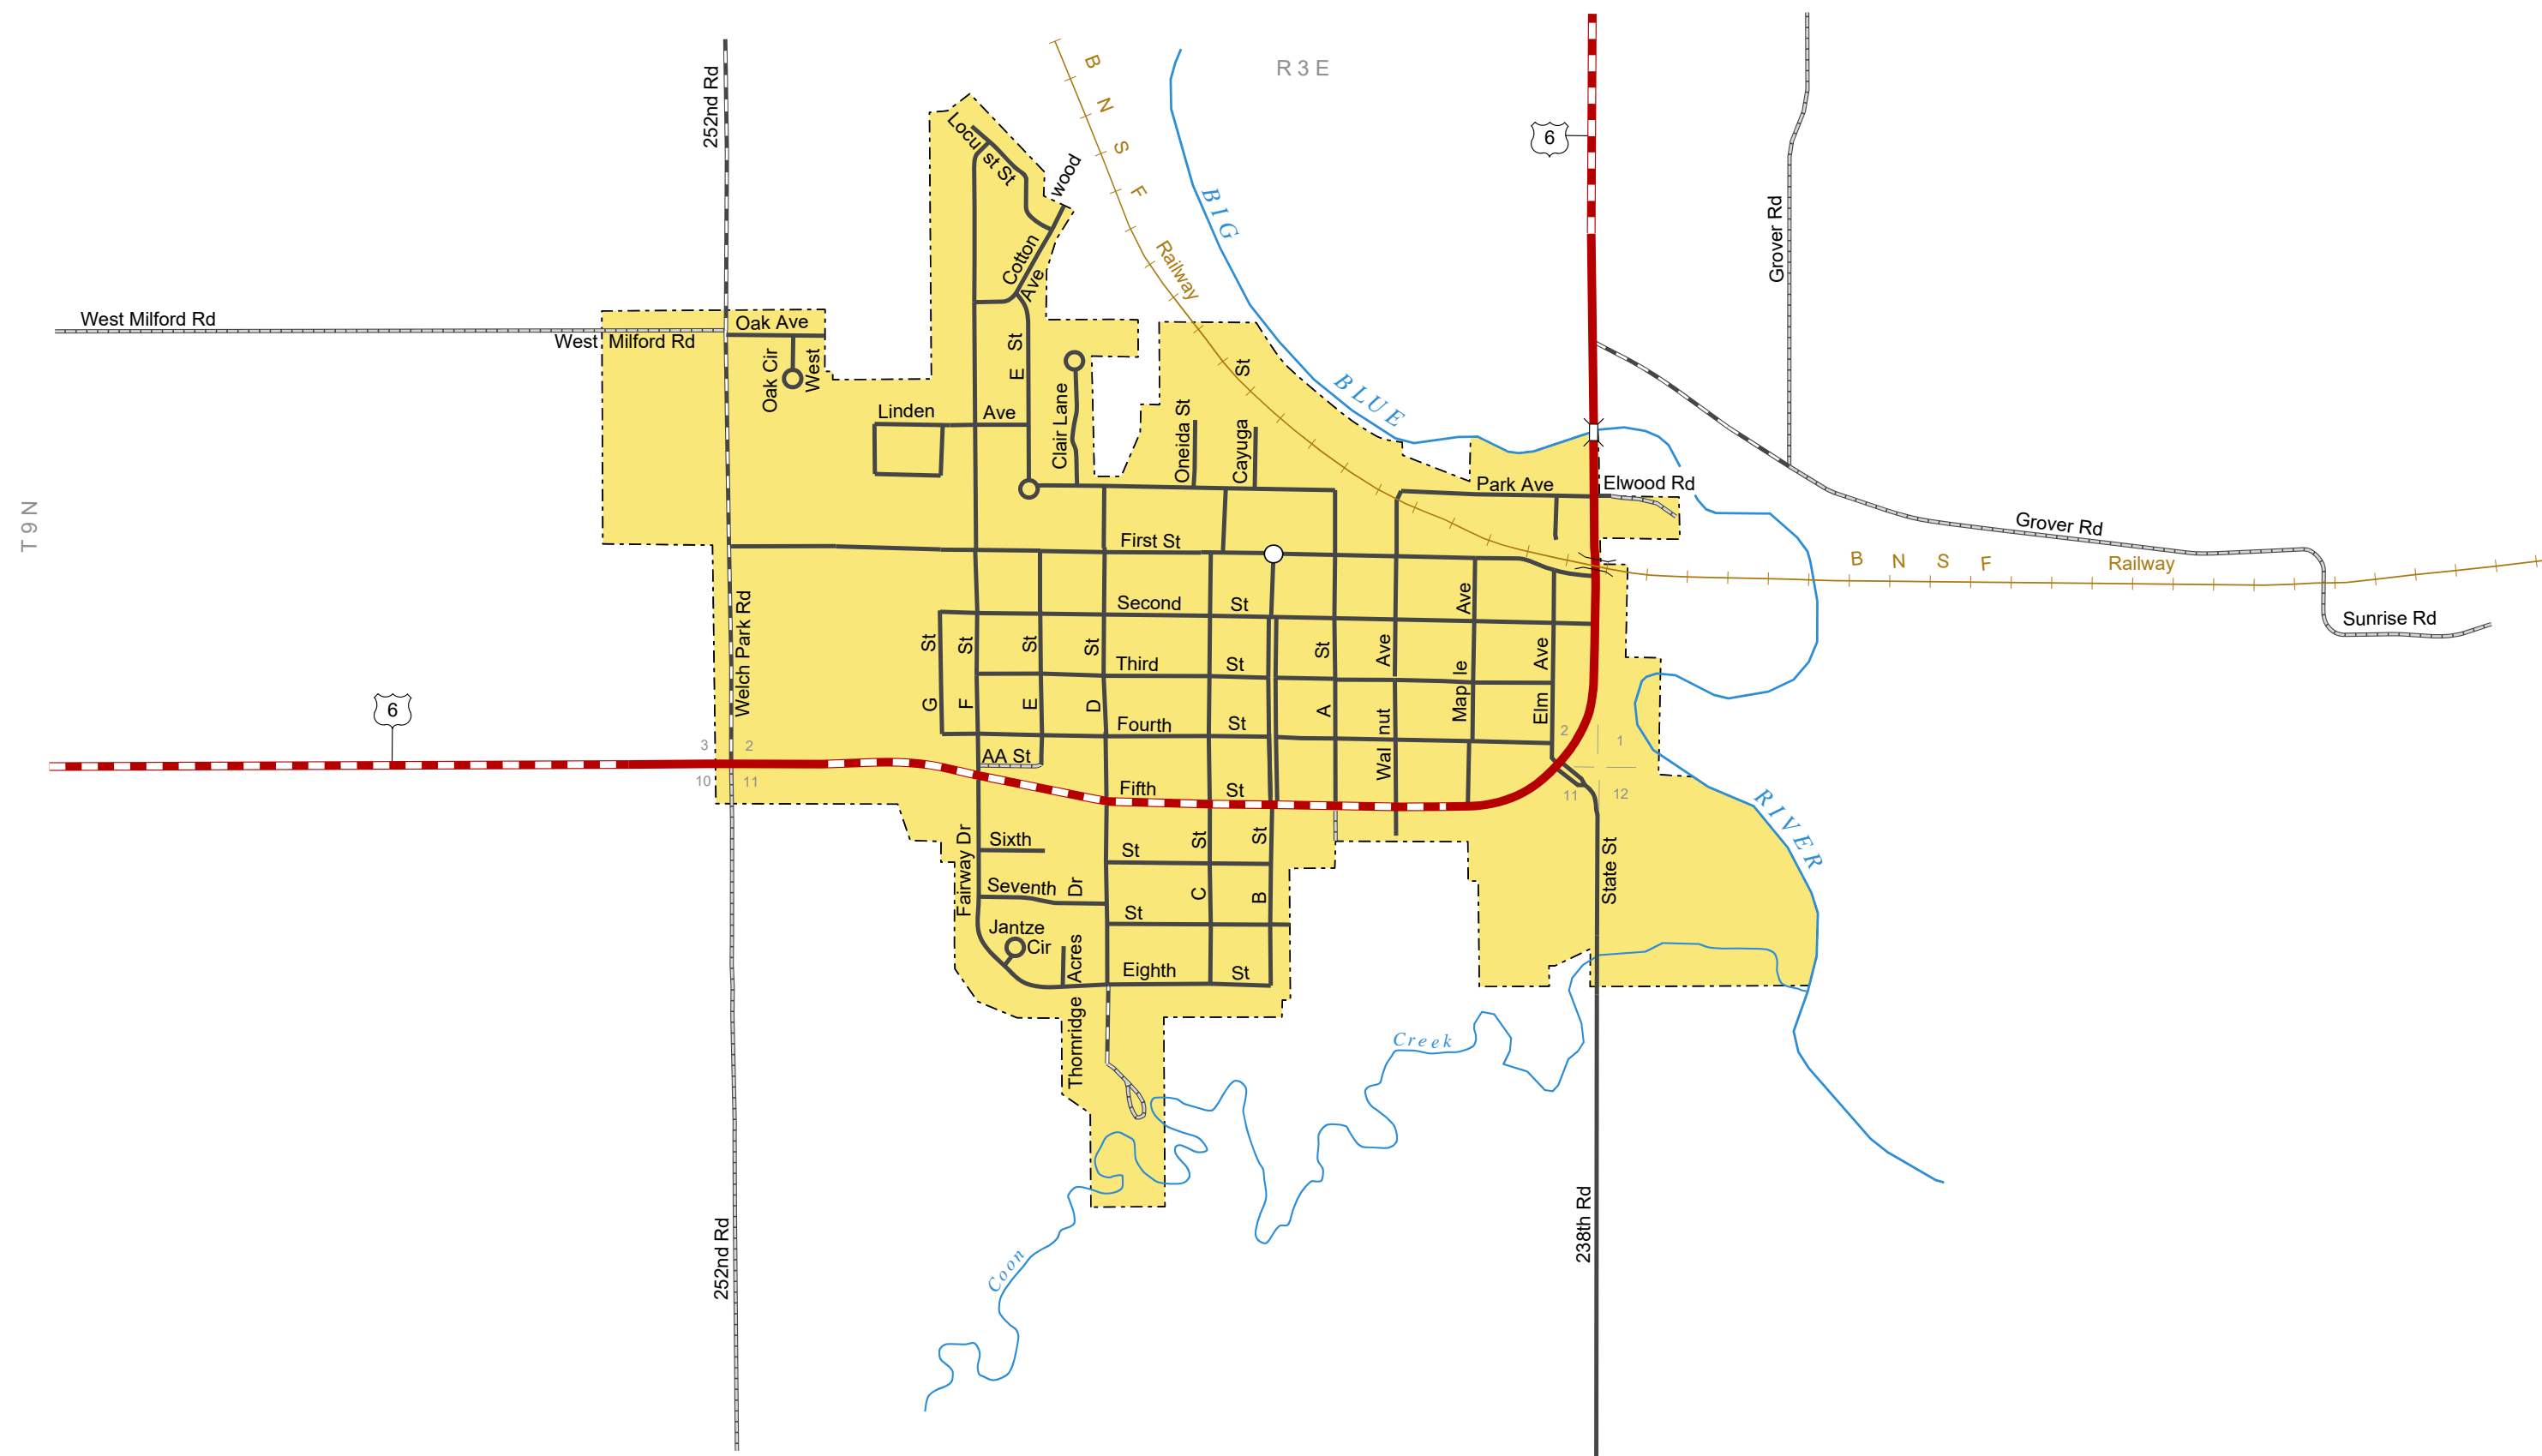 R 3 E
252nd Rd
B N S F Railway
BIG
6
Locust St
Cottonwood
Ave
Grover Rd
West Milford Rd
West Milford Rd
Oak Ave
Oak Cir
West
E St
St
BLUE
Linden Ave
Clair Lane
Oneida St
Cayuga
T 9 N
Park Ave
Elwood Rd
Grover Rd
First St
B N S F Railway
Welch Park Rd
Second St
Sunrise Rd
G St
F St
E St
D St
Third St
A St
Walnut Ave
Maple Ave
Elm Ave
6
Fourth St
3 2
10 11
AA St
2 1
11 12
Fifth St
RIVER
Fairway Dr
Sixth St
C St
B St
State St
Seventh St
Jantze
Cir
Thornridge Acres Dr
Eighth St
Creek
252nd Rd
238th Rd
Coon